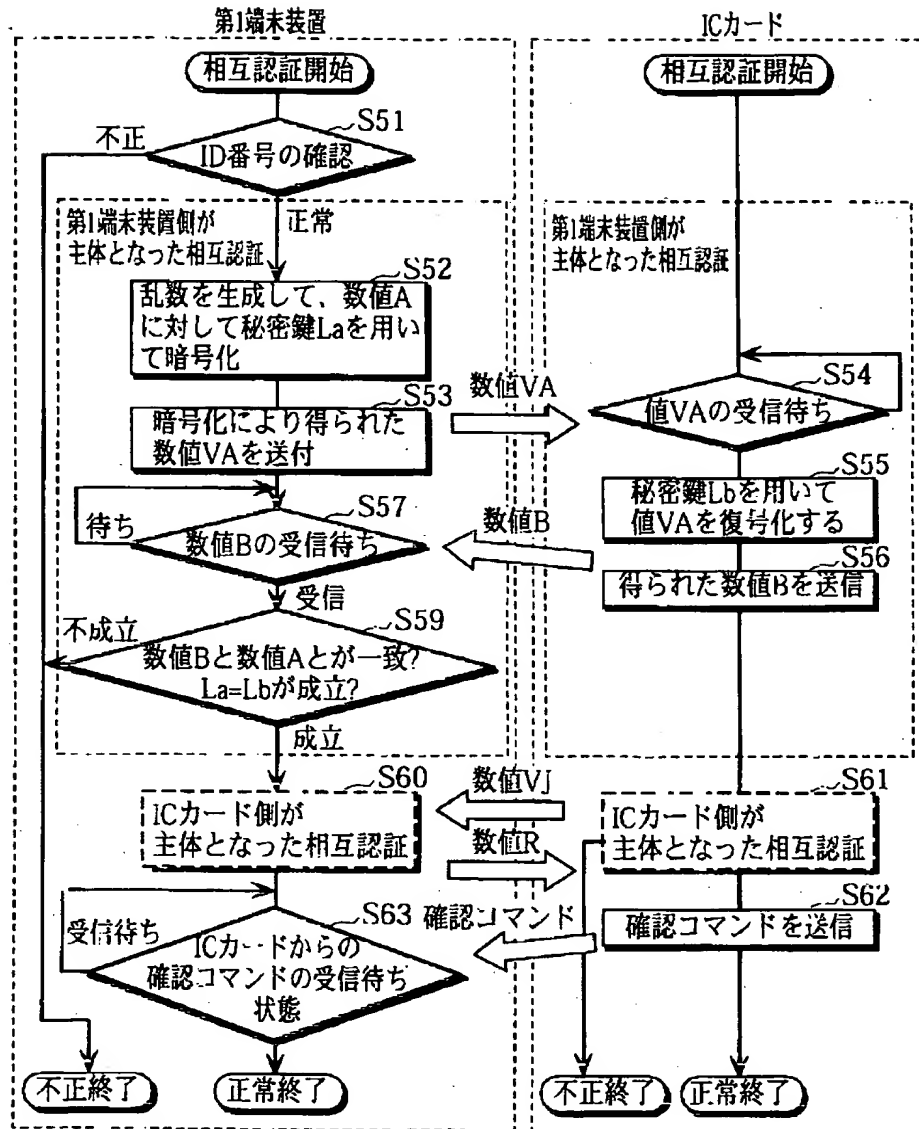 第1端末装置
ICカード
相互認証開始
相互認証開始
S51
不正
ID番号の確認
正常
第1端末装置側が
主体となった相互認証
第1端末装置側が
主体となった相互認証
S52
乱数を生成して、数値A
に対して秘密鍵Laを用い
て暗号化
S53
暗号化により得られた
数値VAを送付
数値VA
S54
値VAの受信待ち
S55
秘密鍵Lbを用いて
値VAを復号化する
S56
得られた数値Bを送信
数値B
S57
待ち
数値Bの受信待ち
受信
S59
不成立
数値Bと数値Aとが一致?
La=Lbが成立?
成立
S60
ICカード側が
主体となった相互認証
数値VJ
数値R
S61
ICカード側が
主体となった相互認証
S62
確認コマンドを送信
確認コマンド
S63
受信待ち
ICカードからの
確認コマンドの受信待ち
状態
不正終了
正常終了
不正終了
正常終了